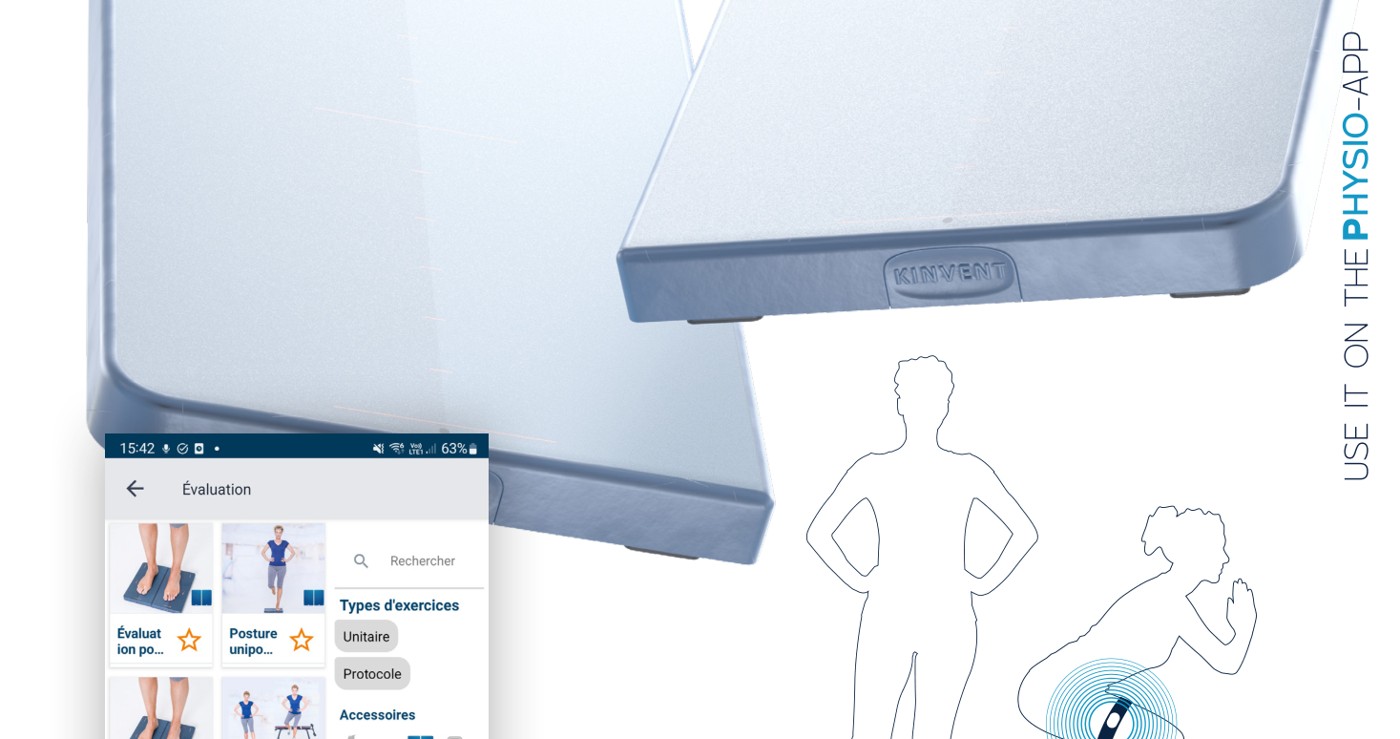 USE IT ON THE PHYSIO-APP
KINVENT
15:42 63%
Évaluation
Rechercher
Évaluat
ion po...
Posture
unipo...
Types d'exercices
Unitaire
Protocole
Accessoires